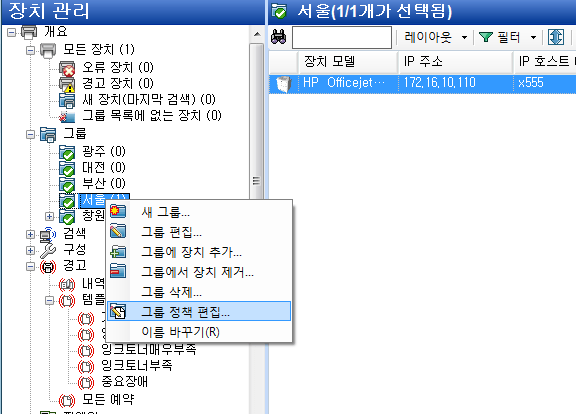 장치 관리
개요
모든 장치 (1)
오류 장치 (0)
경고 장치 (0)
새 장치(마지막 검색) (0)
그룹 목록에 없는 장치 (0)
그룹
광주 (0)
대전 (0)
부산 (0)
서울 (1)
창원
검색
구성
경고
내역
템플
잉크토너매우부족
잉크토너부족
중요장애
모든 예약
새 그룹...
그룹 편집...
그룹에 장치 추가...
그룹에서 장치 제거...
그룹 삭제...
그룹 정책 편집...
이름 바꾸기(R)
서울(1/1개가 선택됨)
레이아웃 필터
장치 모델 IP 주소 IP 호스트
HP Officejet... 172,16,10,110 x555